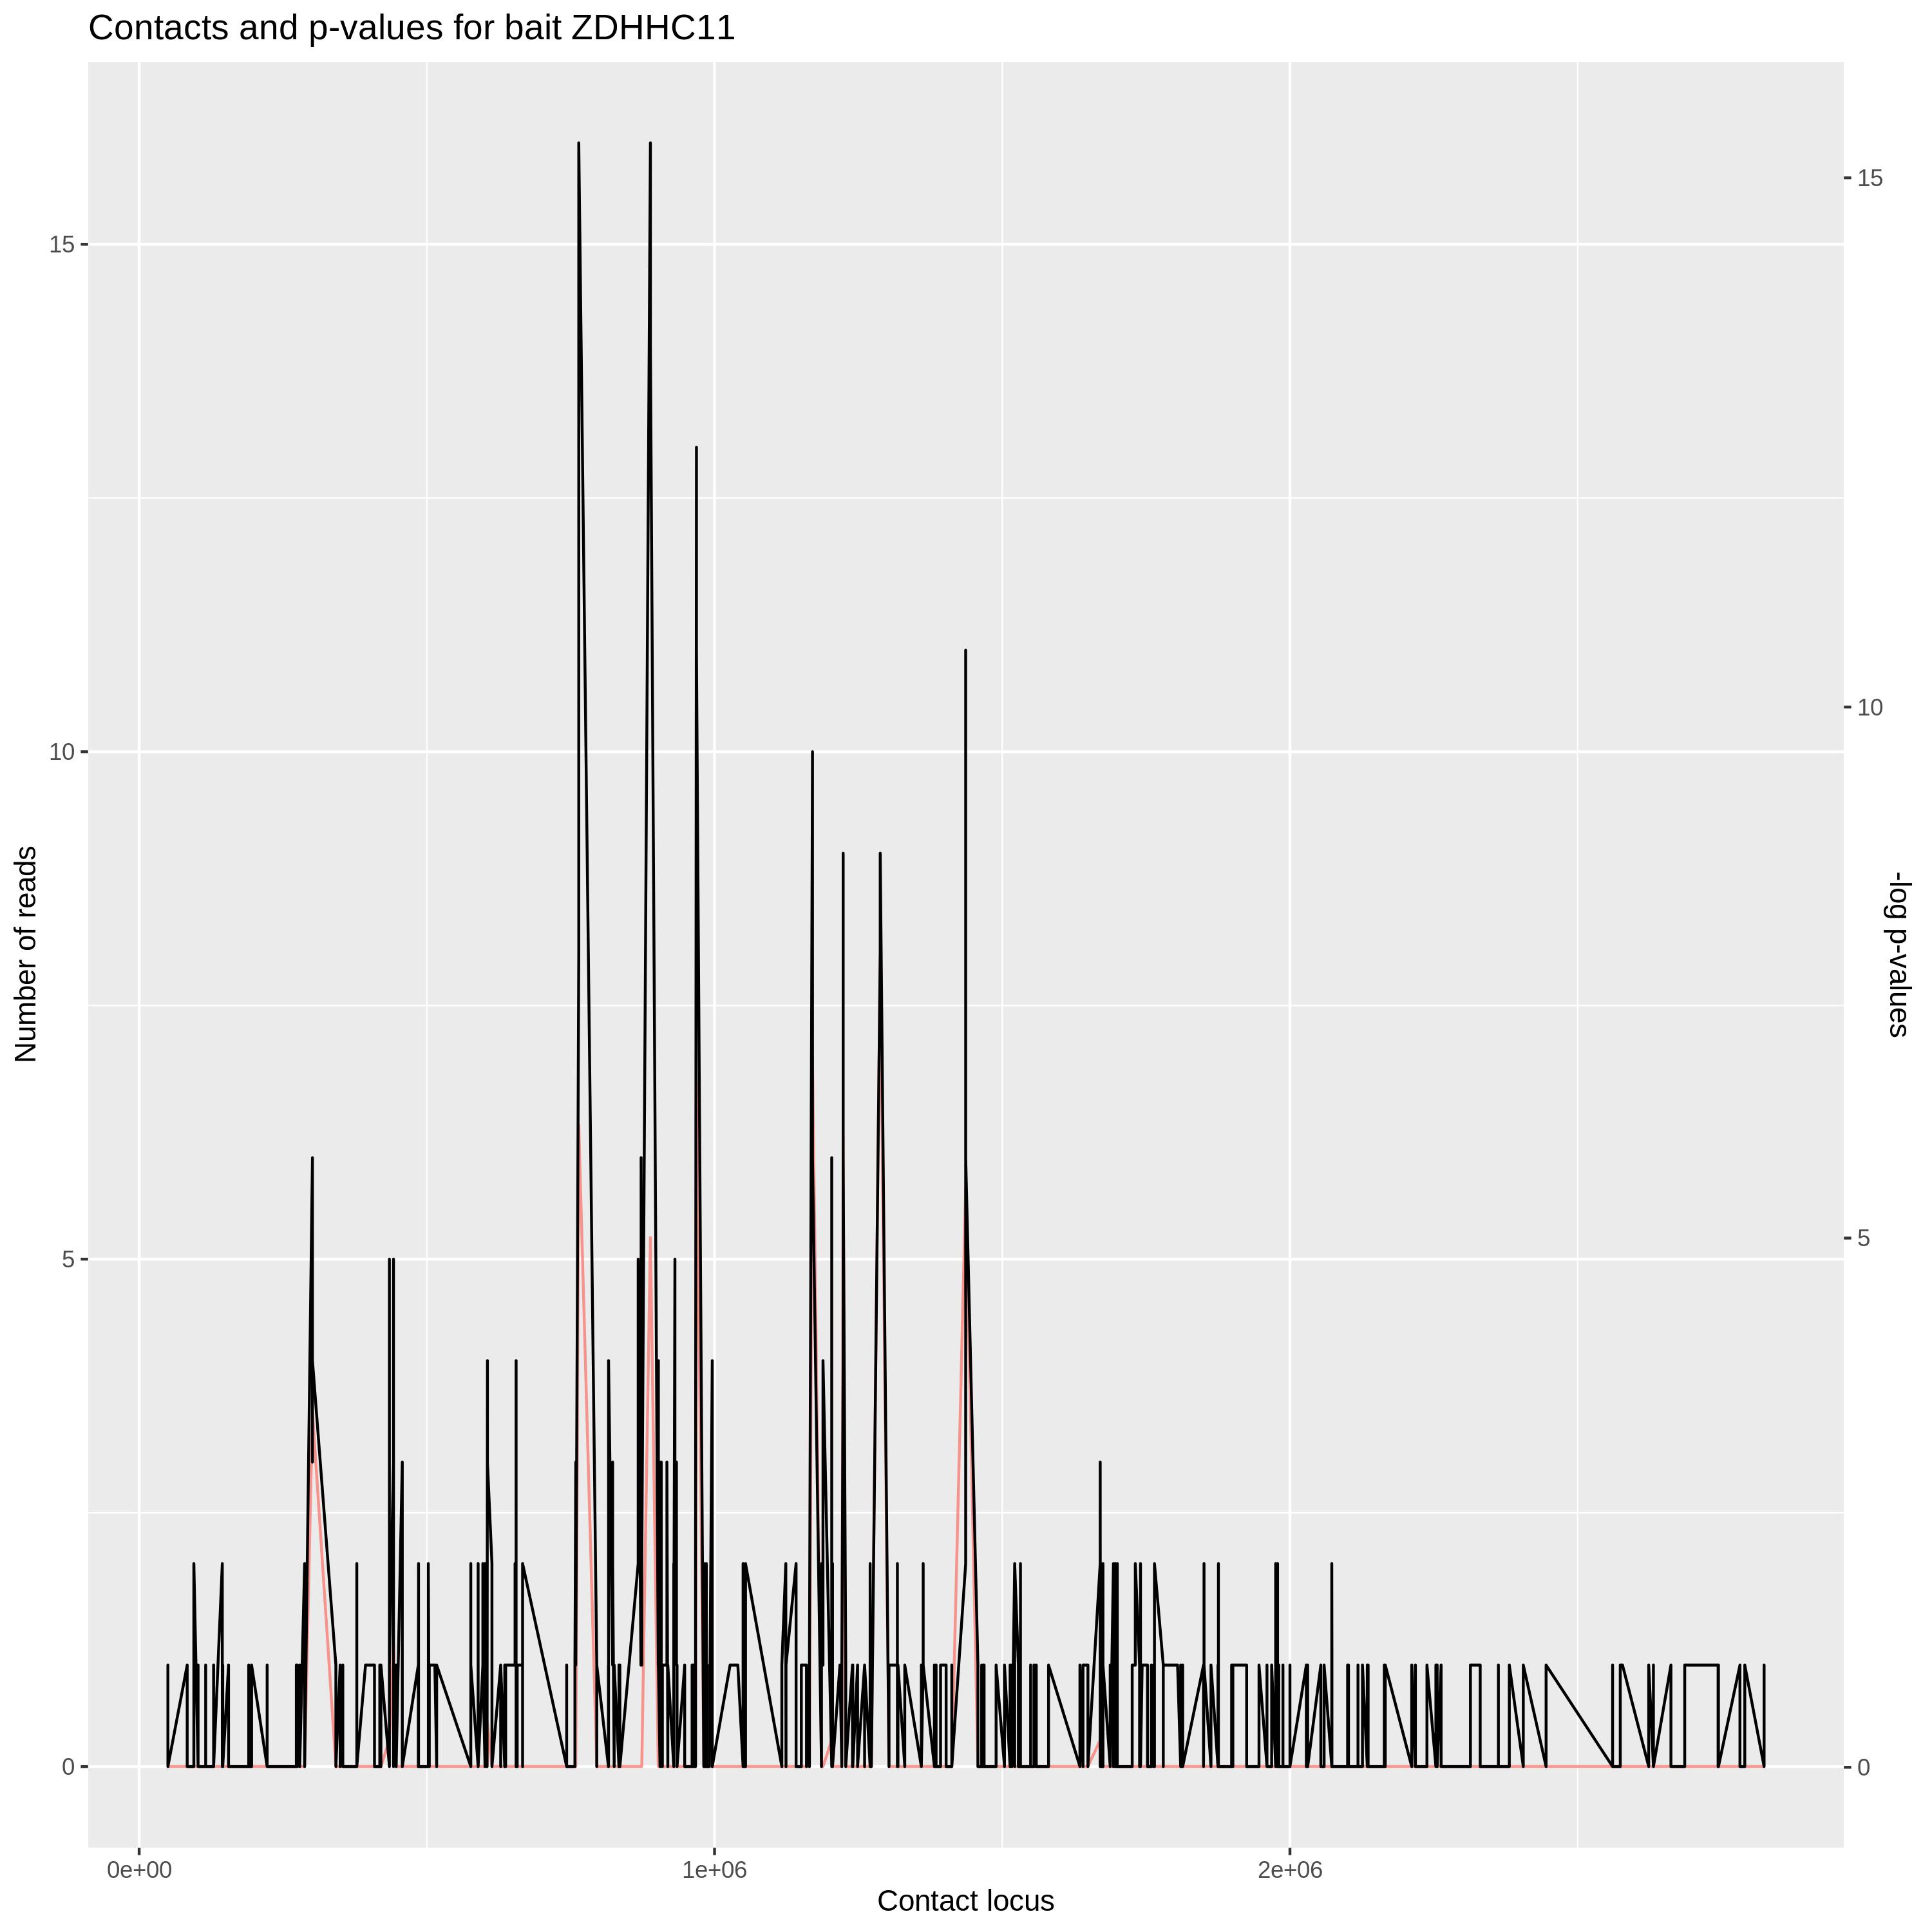 Contacts and p-values for bait ZDHHC11
15
10
5
0
Number of reads
15
10
5
0
-log p-values
0e+00
1e+06
2e+06
Contact locus